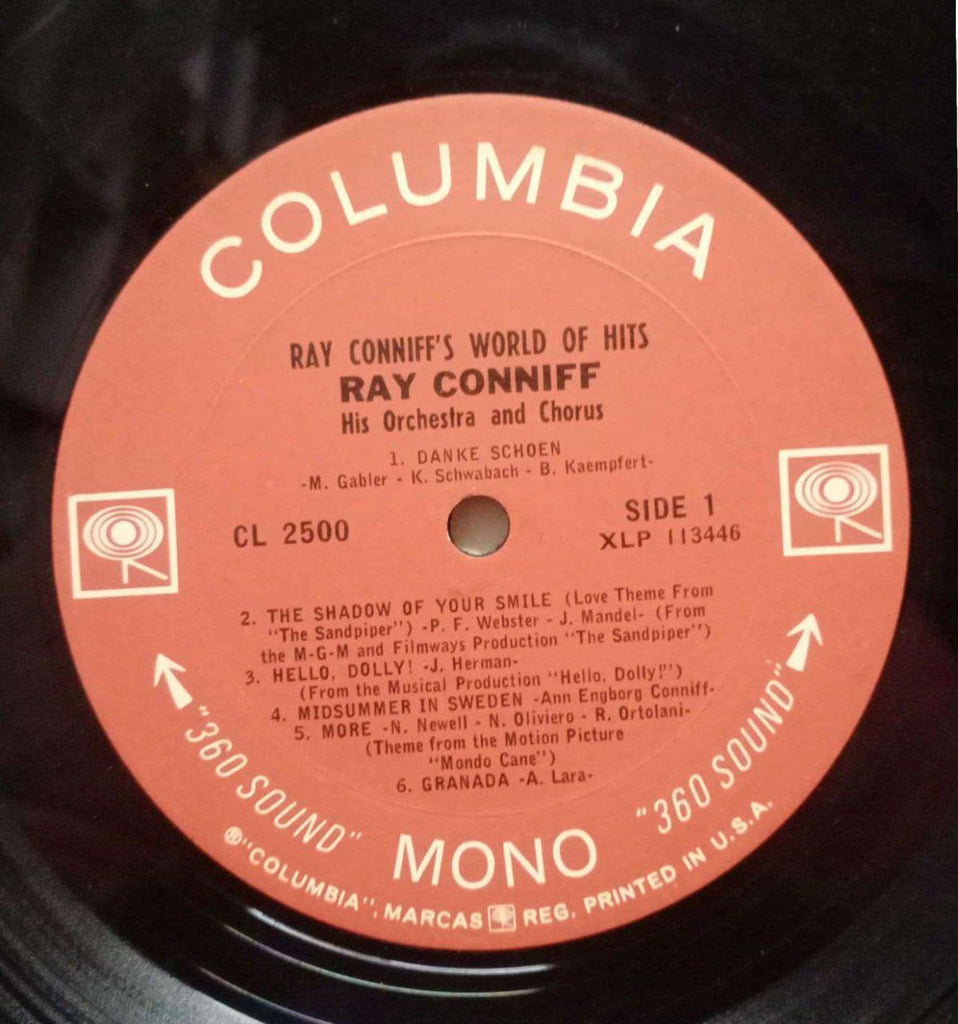 COLUMBIA
RAY CONNIFF'S WORLD OF HITS
RAY CONNIFF
His Orchestra and Chorus
1. DANKE SCHOEN
-M. Gabler - K. Schwabach - B. Kaempfert-
CL 2500
SIDE 1
XLP 113446
2. THE SHADOW OF YOUR SMILE (Love Theme From
"The Sandpiper") -P. F. Webster - J. Mandel- (From
the M-G-M and Filmways Production "The Sandpiper")
3. HELLO, DOLLY! -J. Herman-
(From the Musical Production "Hello, Dolly!")
4. MIDSUMMER IN SWEDEN -Ann Engborg Conniff-
5. MORE -N. Newell - N. Oliviero - R. Ortolani-
(Theme from the Motion Picture
"Mondo Cane")
6. GRANADA -A. Lara-
"360 SOUND"
MONO
"360 SOUND"
®"COLUMBIA", MARCAS REG. PRINTED IN U.S.A.